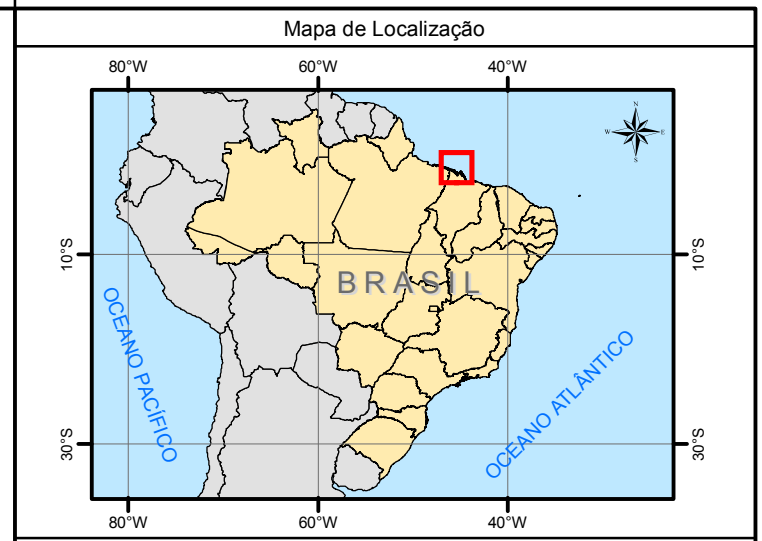 Mapa de Localização
80°W 60°W 40°W
N
W E
S
10°S 10°S
BRASIL
OCEANO PACÍFICO
OCEANO ATLÂNTICO
30°S 30°S
80°W 60°W 40°W